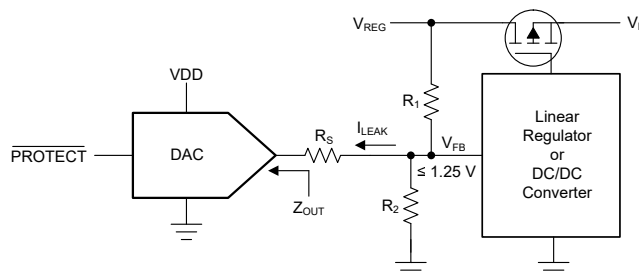 V_REG
V_I
VDD
R_1
Linear
Regulator
or
DC/DC
Converter
PROTECT
DAC
R_S
I_LEAK
V_FB
≤ 1.25 V
Z_OUT
R_2